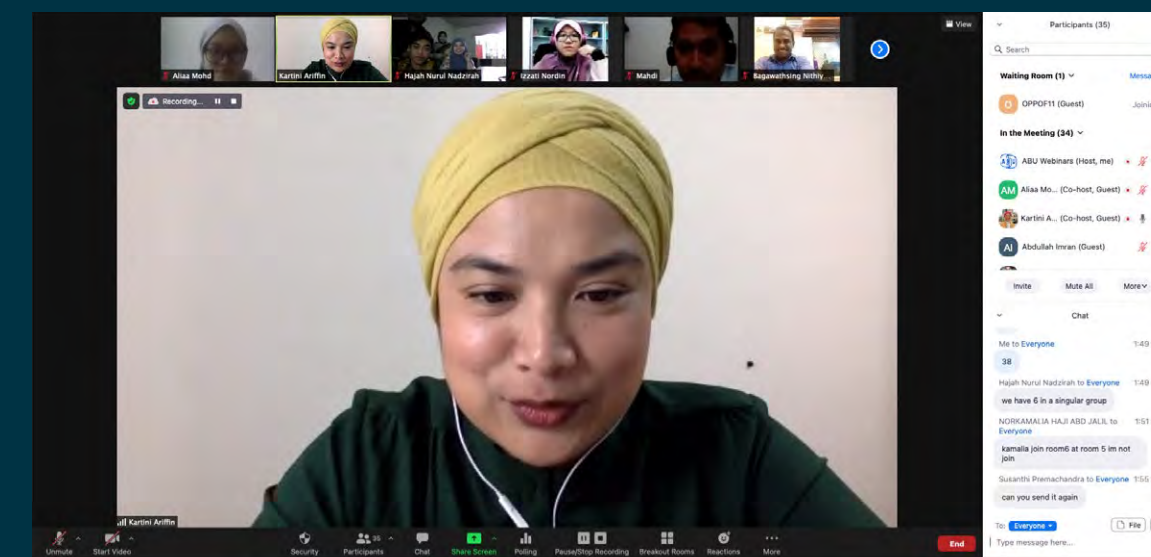 View
Aliaa Mohd
Kartini Ariffin
Hajah Nurul Nadzirah
Izzati Nordin
Mahdi
Bagawathsing Nithiy...
Recording...
Kartini Ariffin
Unmute
Start Video
Security
Participants
35
Chat
Share Screen
Polling
Pause/Stop Recording
Breakout Rooms
Reactions
More
End
Participants (35)
Search
Waiting Room (1)
O
OPPOF11 (Guest)
In the Meeting (34)
ABU Webinars (Host, me)
AM
Aliaa Mo... (Co-host, Guest)
Kartini A... (Co-host, Guest)
AI
Abdullah Imran (Guest)
Invite
Mute All
More
Chat
Me to Everyone
1:49
38
Hajah Nurul Nadzirah to Everyone
1:49
we have 6 in a singular group
NORKAMALIA HAJI ABD JALIL to
1:51
Everyone
kamalia join room6 at room 5 im not
join
Susanthi Premachandra to Everyone
1:55
can you send it again
To: Everyone
File
Type message here...